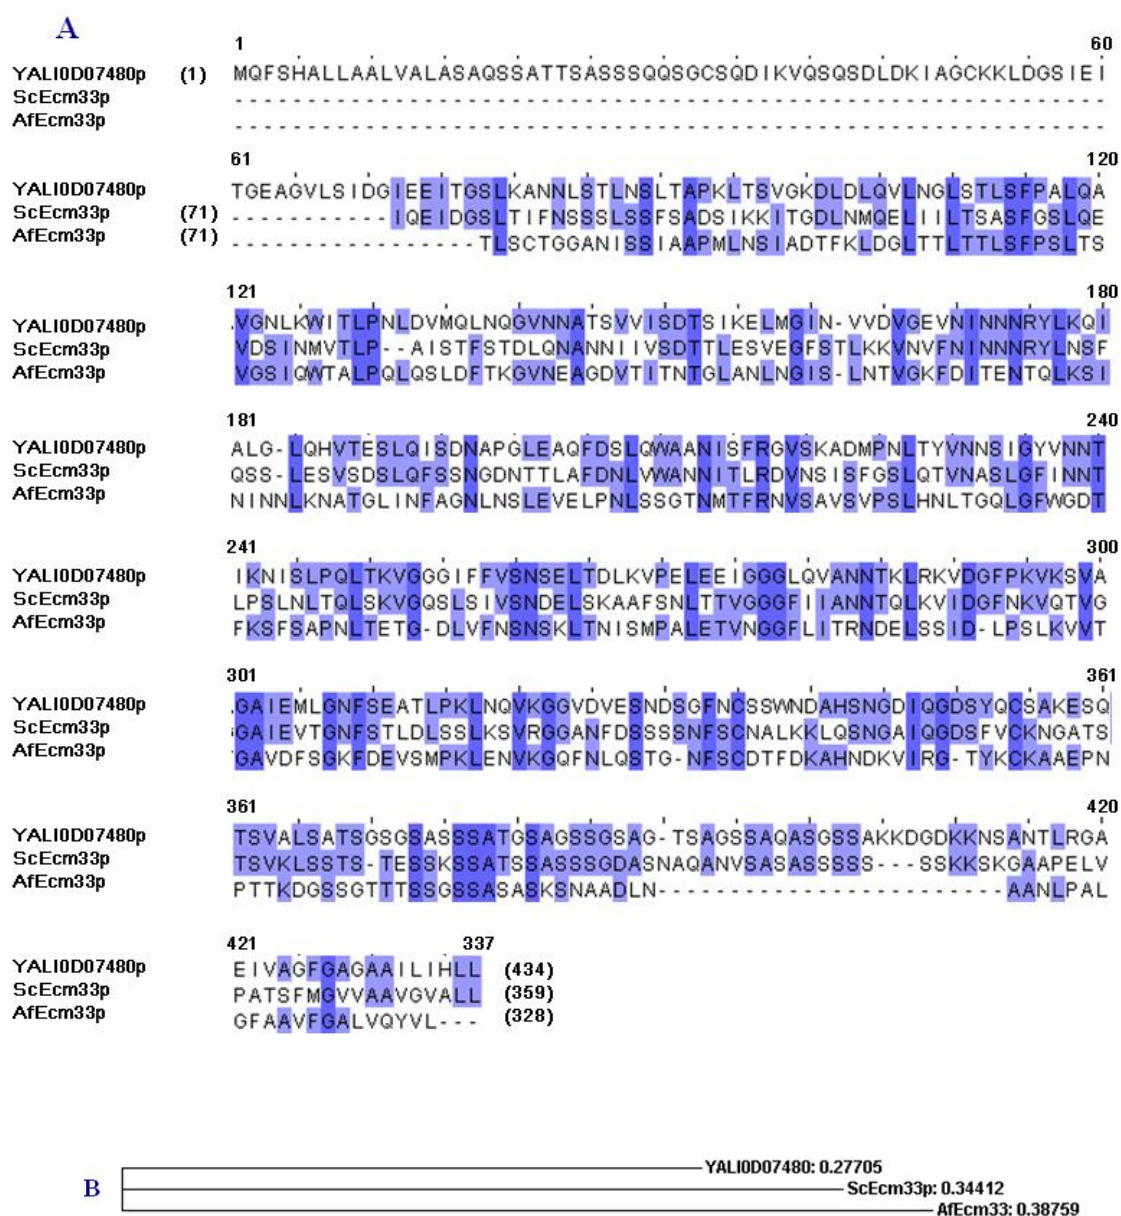 A
1 60
YALI0D07480p (1) MQFSHALLAALVALASAQSSATTSASSSQQSGCSQDIKVQSQSDLDKIAGCKKLDGSIEI
ScEcm33p ------------------------------------------------------------
AfEcm33p ------------------------------------------------------------
61 120
YALI0D07480p TGEAGVLSIDGIEEITGSLKANNLSTLNSLTAPKLTSVGKDLDLQVLNGLSTLSFPALQA
ScEcm33p (71) -----------IQEIDGSLTIFNSSSLSSFSADSIKKITGDLNMQELIILTSASFGSLQE
AfEcm33p (71) -----------------TLSCTGGANISSIAAPMLNSIADTFKLDGLTTLTTLSFPSLTS
121 180
YALI0D07480p VGNLKWITLPNLDVMQLNQGVNNATSVVISDTSIKELMGIN-VVDVGEVNINNNRYLKQI
ScEcm33p VDSINMVTLP--AISTFSTDLQNANNIIVSDTTLESVEGFSTLKKVNVFNINNNRYLNSF
AfEcm33p VGSIQWTALPQLQSLDFTKGVNEAGDVTITNTGLANLNGIS-LNTVGKFDITENTQLKSI
181 240
YALI0D07480p ALG-LQHVTESLQISDNAPGLEAQFDSLQWAANISFRGVSKADMPNLTYVNNSIGYVNNT
ScEcm33p QSS-LESVSDSLQFSSNGDNTTLAFDNLVWANNITLRDVNSISFGSLQTVNASLGFINNT
AfEcm33p NINNLKNATGLINFAGNLNSLEVELPNLSSGTNMTFRNVSAVSVPSLHNLTGQLGFWGDT
241 300
YALI0D07480p IKNISLPQLTKVGGGIFFVSNSELTDLKVPELEEIGGGLQVANNTKLRKVDGFPKVKSVA
ScEcm33p LPSLNLTQLSKVGQSLSIVSNDELSKAAFSNLTTVGGGFIIANNTQLKVIDGFNKVQTVG
AfEcm33p FKSFSAPNLTETG-DLVFNSNSKLTNISMPALETVNGGFLITRNDELSSID-LPSLKVVT
301 361
YALI0D07480p GAIEMLGNFSEATLPKLNQVKGGVDVESNDSGFNCSSWNDAHSNGDIQGDSYQCSAKESQ
ScEcm33p GAIEVTGNFSTLDLSSLKSVRGGANFDSSSSNFSCNALKKLQSNGAIQGDSFVCKNGATS
AfEcm33p GAVDFSGKFDEVSMPKLENVKGQFNLQSTG-NFSCDTFDKAHNDKVIRG-TYKCKAAEPN
361 420
YALI0D07480p TSVALSATSGSGSASSSATGSAGSSGSAG-TSAGSSAQASGSSAKKDGDKKNSANTLRGA
ScEcm33p TSVKLSSTS-TESSKSSATSSASSSGDASNAQANVSASASSSSS---SSKKSKGAAPELV
AfEcm33p PTTKDGSSGTTTSSGSSASASKSNAADLN------------------------AANLPAL
421 337
YALI0D07480p EIVAGFGAGAAILIHLL (434)
ScEcm33p PATSFMGVVAAVGVALL (359)
AfEcm33p GFAAVFGALVQYVL--- (328)
B
YALI0D07480: 0.27705
ScEcm33p: 0.34412
AfEcm33: 0.38759